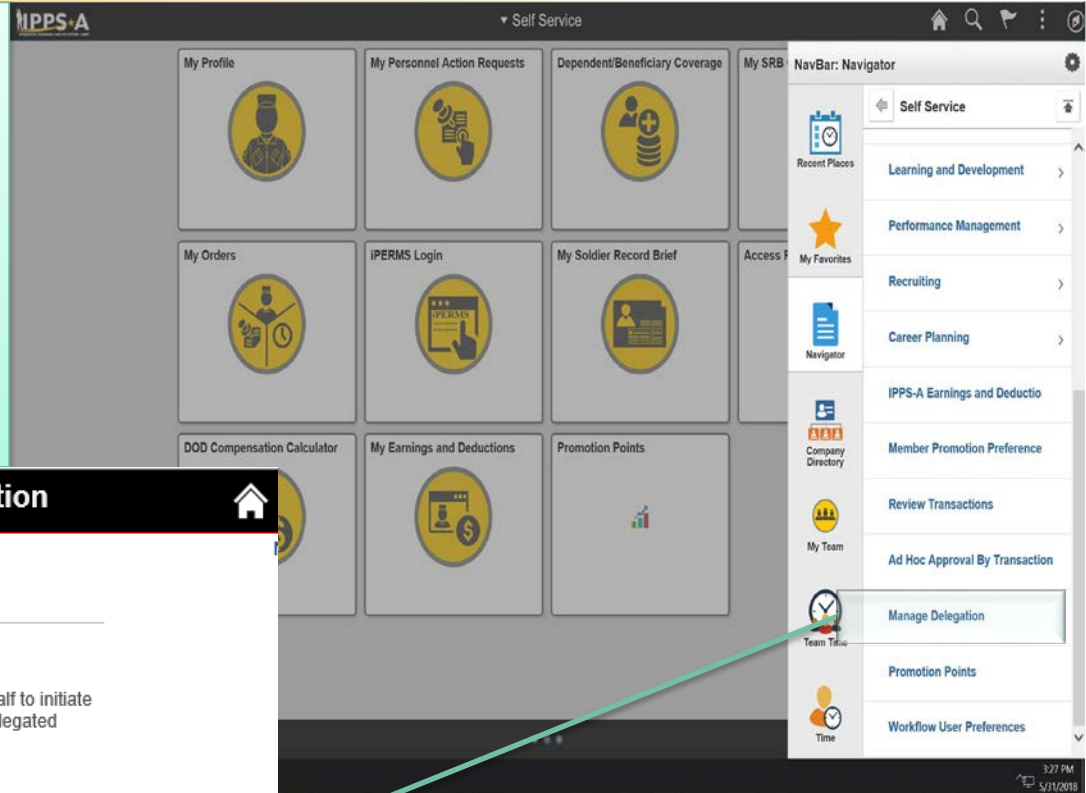 IPPS-A
Self Service
My Profile
My Personnel Action Requests
Dependent/Beneficiary Coverage
My SRB
NavBar: Navigator
Self Service
Recent Places
Learning and Development
Performance Management
My Favorites
My Orders
iPERMS Login
iPERMS
My Soldier Record Brief
Access
Recruiting
Navigator
Career Planning
IPPS-A Earnings and Deductio
Company
Directory
Member Promotion Preference
DOD Compensation Calculator
My Earnings and Deductions
Promotion Points
Review Transactions
My Team
Ad Hoc Approval By Transaction
Manage Delegation
Team Time
Promotion Points
Time
Workflow User Preferences
3:27 PM
5/31/2018
tion
alf to initiate
legated